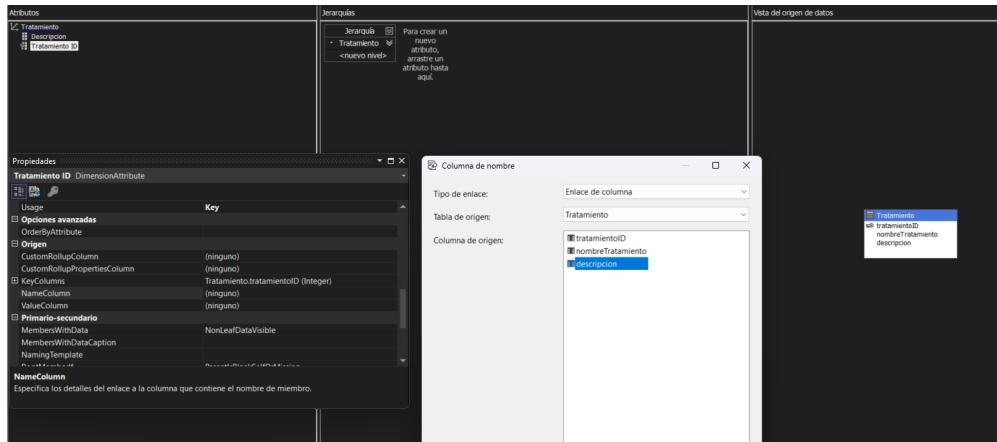 Atributos
Tratamiento
Descripcion
Tratamiento ID
Jerarquías
Jerarquía
Tratamiento
<nuevo nivel>
Para crear un
nuevo
atributo,
arrastre un
atributo hasta
aquí.
Vista del origen de datos
Tratamiento
tratamientoID
nombreTratamiento
descripcion
Propiedades
Tratamiento ID DimensionAttribute
Usage Key
Opciones avanzadas
OrderByAttribute
Origen
CustomRollupColumn (ninguno)
CustomRollupPropertiesColumn (ninguno)
KeyColumns Tratamiento.tratamientoID (Integer)
NameColumn (ninguno)
ValueColumn (ninguno)
Primario-secundario
MembersWithData NonLeafDataVisible
MembersWithDataCaption
NamingTemplate
NameColumn
Especifica los detalles del enlace a la columna que contiene el nombre de miembro.
Columna de nombre
Tipo de enlace: Enlace de columna
Tabla de origen: Tratamiento
Columna de origen:
tratamientoID
nombreTratamiento
descripcion